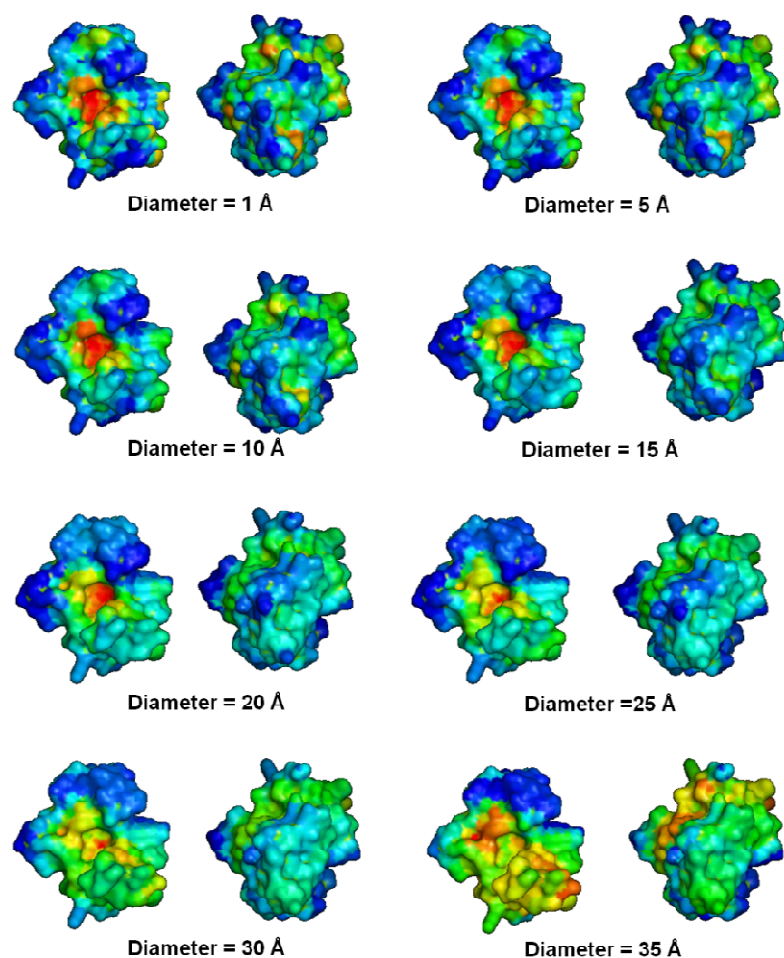 Diameter = 1 Å
Diameter = 5 Å
Diameter = 10 Å
Diameter = 15 Å
Diameter = 20 Å
Diameter =25 Å
Diameter = 30 Å
Diameter = 35 Å